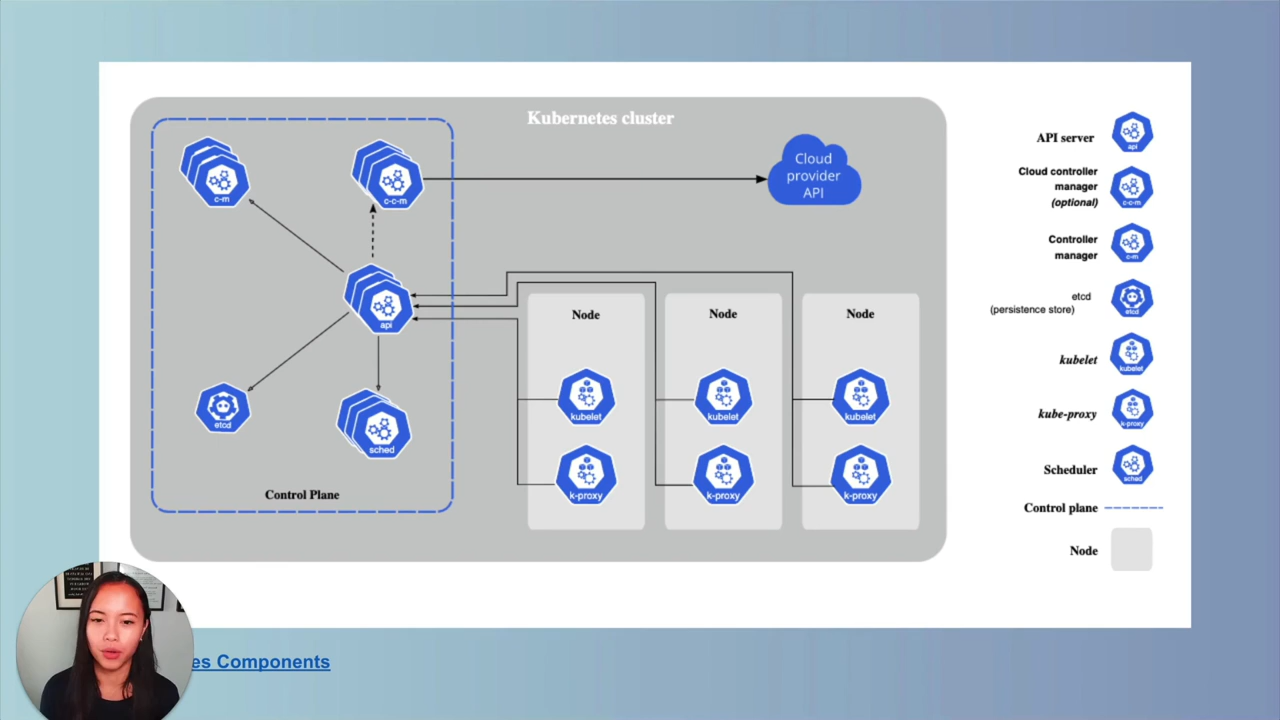 Kubernetes cluster
c-m
c-c-m
Cloud
provider
API
api
etcd
sched
Control Plane
Node
kubelet
k-proxy
Node
kubelet
k-proxy
Node
kubelet
k-proxy
API server
api
Cloud controller
manager
(optional)
c-c-m
Controller
manager
c-m
etcd
(persistence store)
etcd
kubelet
kubelet
kube-proxy
k-proxy
Scheduler
sched
Control plane
Node
es Components